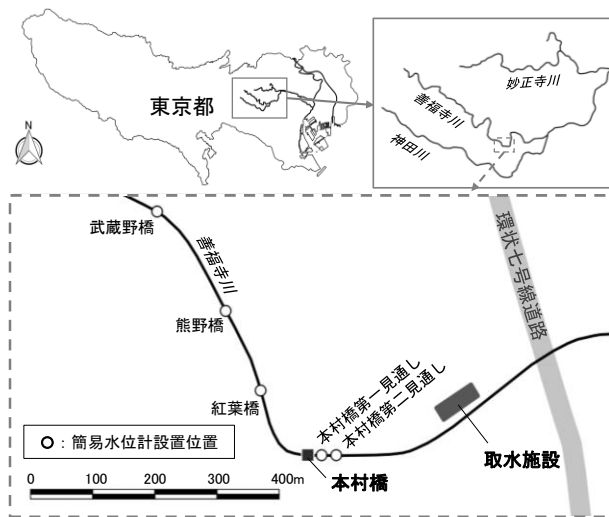 東京都
N
妙正寺川
善福寺川
神田川
武蔵野橋
善福寺川
環状七号線道路
熊野橋
紅葉橋
本村橋第一見通し
本村橋第二見通し
取水施設
本村橋
○:簡易水位計設置位置
0 100 200 300 400m